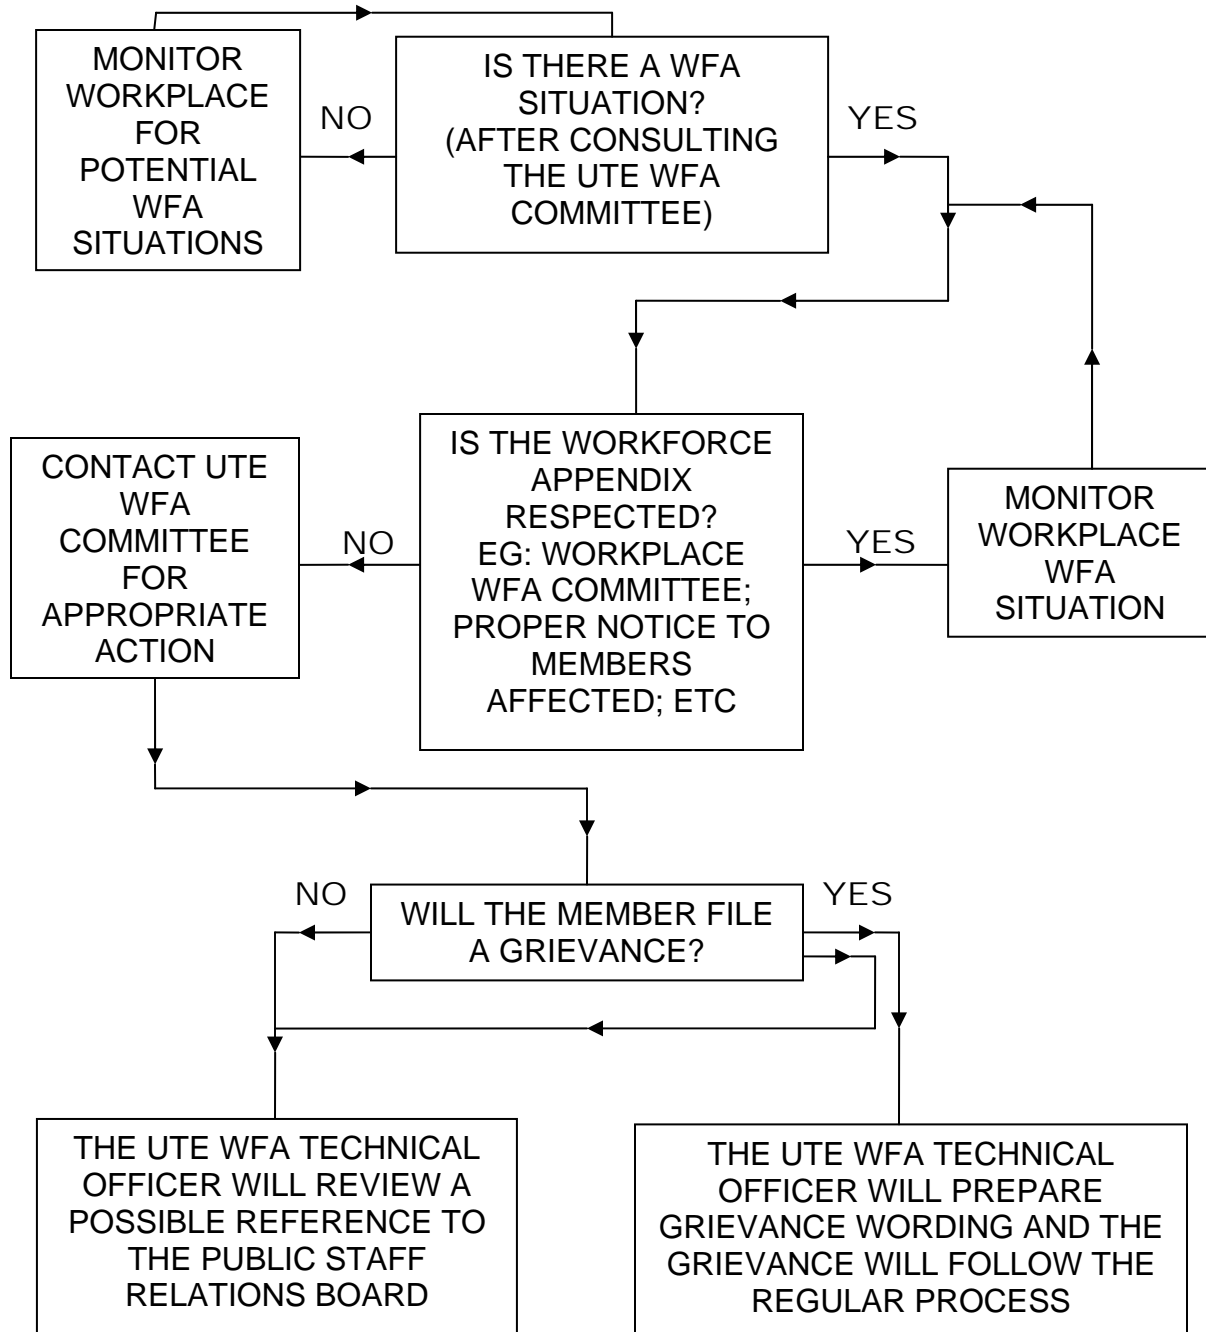 MONITOR
WORKPLACE
FOR
POTENTIAL
WFA
SITUATIONS
NO
IS THERE A WFA
SITUATION?
(AFTER CONSULTING
THE UTE WFA
COMMITTEE)
YES
CONTACT UTE
WFA
COMMITTEE
FOR
APPROPRIATE
ACTION
NO
IS THE WORKFORCE
APPENDIX
RESPECTED?
EG: WORKPLACE
WFA COMMITTEE;
PROPER NOTICE TO
MEMBERS
AFFECTED; ETC
YES
MONITOR
WORKPLACE
WFA
SITUATION
NO
WILL THE MEMBER FILE
A GRIEVANCE?
YES
THE UTE WFA TECHNICAL
OFFICER WILL REVIEW A
POSSIBLE REFERENCE TO
THE PUBLIC STAFF
RELATIONS BOARD
THE UTE WFA TECHNICAL
OFFICER WILL PREPARE
GRIEVANCE WORDING AND THE
GRIEVANCE WILL FOLLOW THE
REGULAR PROCESS